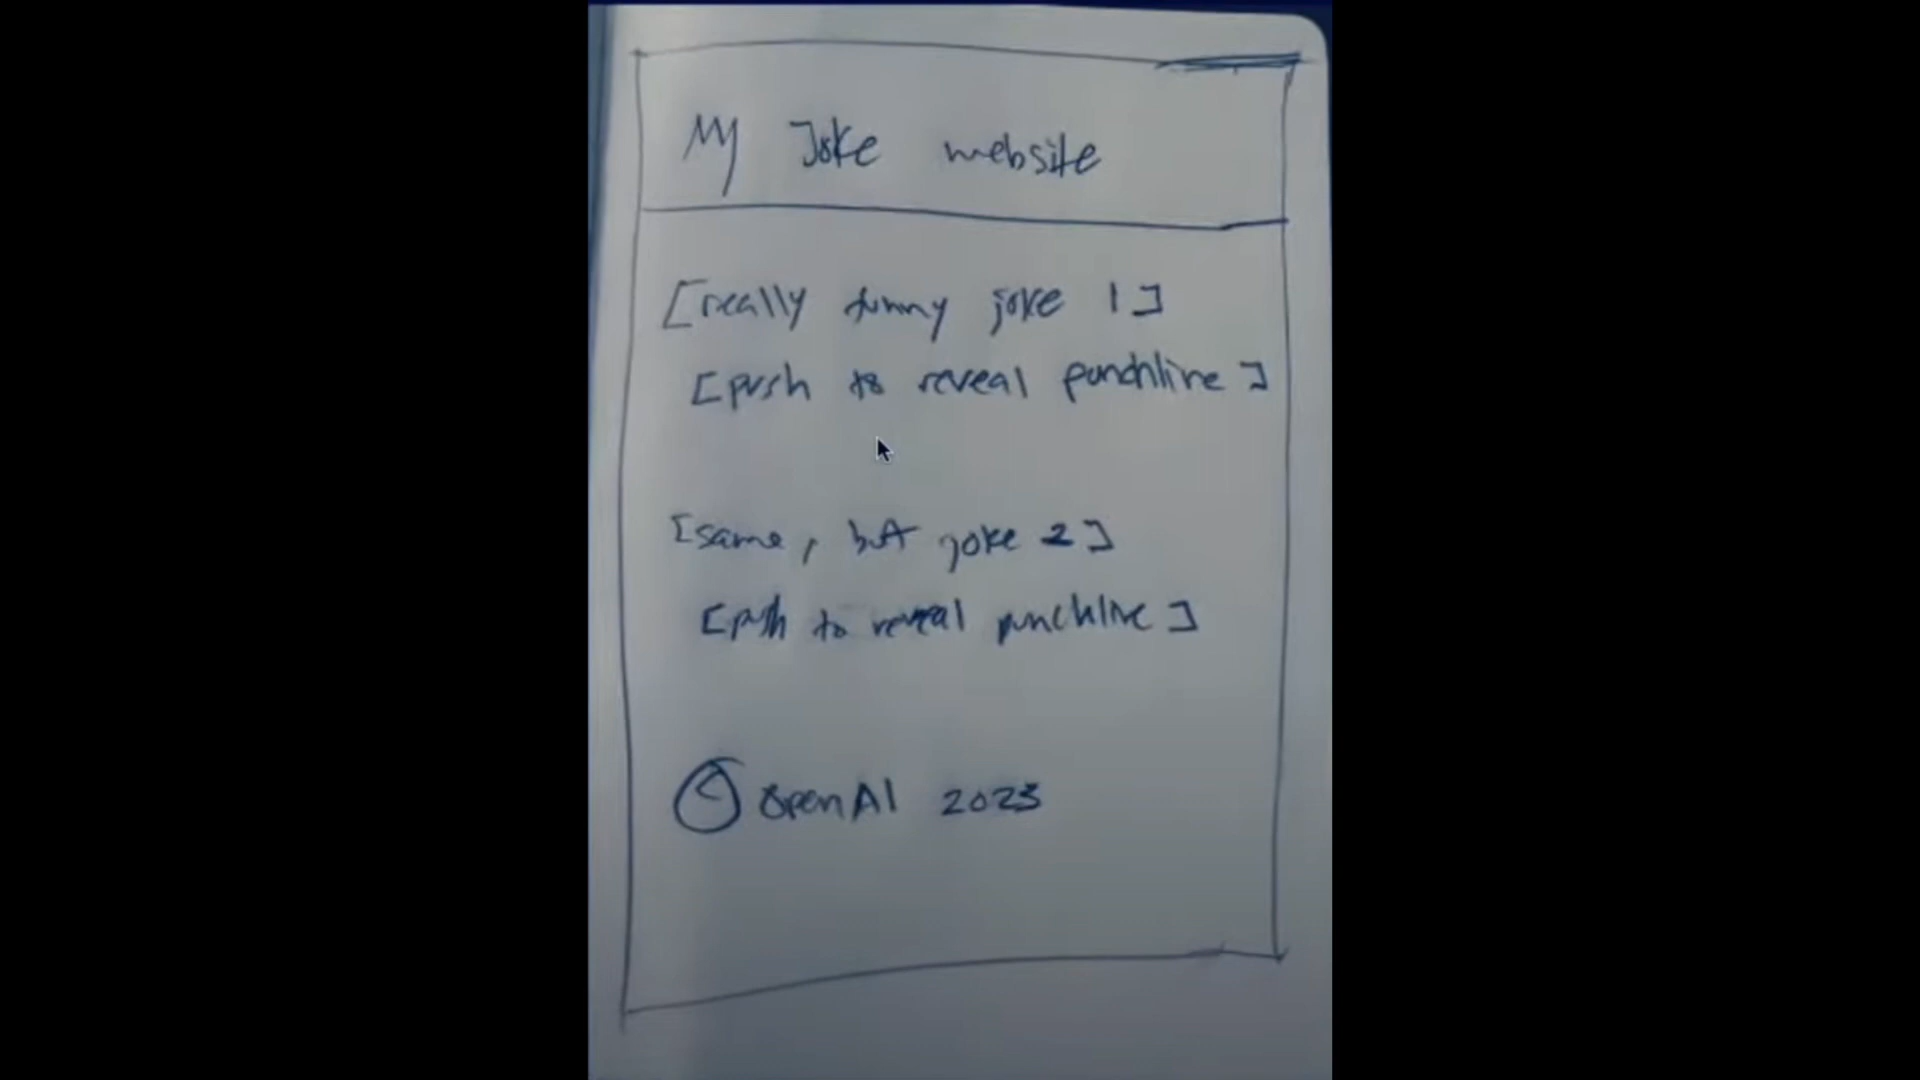 My Joke website
[really funny joke 1]
[push to reveal punchline]
[same, but joke 2]
[push to reveal punchline]
© OpenAI 2023